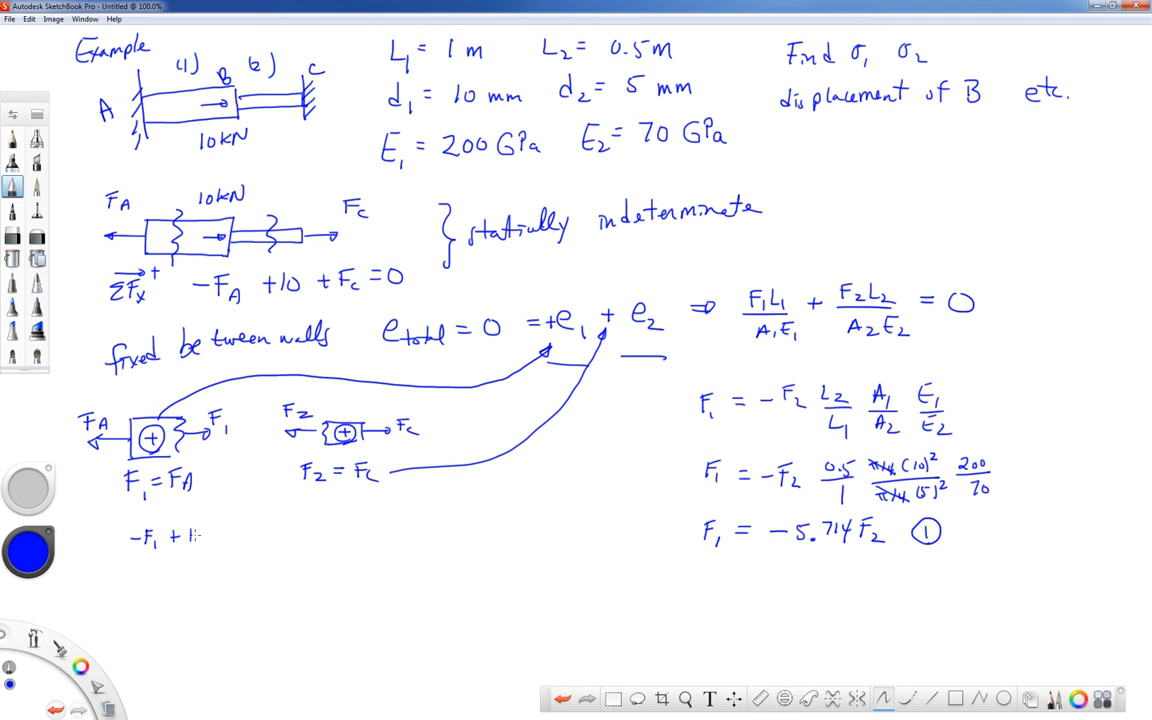 Autodesk SketchBook Pro - Untitled @ 100.0%
File Edit Image Window Help
Example
(1) B (2) C
A
10kN
L1 = 1 m L2 = 0.5 m
d1 = 10 mm d2 = 5 mm
E1 = 200 GPa E2 = 70 GPa
Find σ1 σ2
displacement of B etc.
FA 10kN FC
} statically indeterminate
ΣFx → + -FA +10 + FC = 0
fixed between walls e total = 0 = +e1 + e2 ⇒ F1L1/A1E1 + F2L2/A2E2 = 0
FA + F1 F2 + FC
F1 = FA F2 = FC
-F1 + 1
F1 = -F2 L2/L1 A1/A2 E1/E2
F1 = -F2 0.5/1 π/4 (10)²/π/4 (5)² 200/70
F1 = -5.714 F2 ①
T